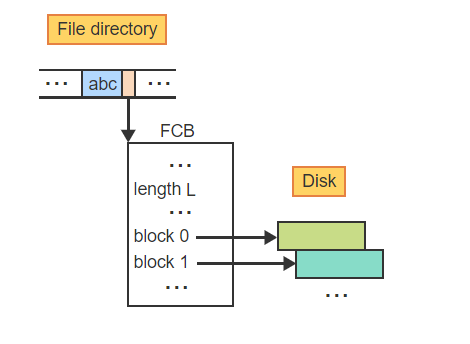 File directory
... abc ...
FCB
...
length L
...
Disk
block 0
block 1
...
...